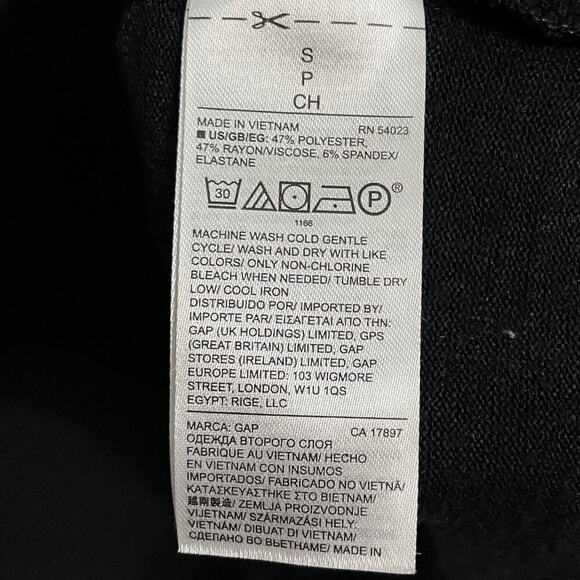 S
P
CH
MADE IN VIETNAM RN 54023
US/GB/EG: 47% POLYESTER,
47% RAYON/VISCOSE, 6% SPANDEX/
ELASTANE
30 P ®
1166
MACHINE WASH COLD GENTLE
CYCLE/ WASH AND DRY WITH LIKE
COLORS/ ONLY NON-CHLORINE
BLEACH WHEN NEEDED/ TUMBLE DRY
LOW/ COOL IRON
DISTRIBUIDO POR/ IMPORTED BY/
IMPORTE PAR/ ΕΙΣΑΓΕΤΑΙ ΑΠΟ ΤΗΝ:
GAP (UK HOLDINGS) LIMITED, GPS
(GREAT BRITAIN) LIMITED, GAP
STORES (IRELAND) LIMITED, GAP
EUROPE LIMITED: 103 WIGMORE
STREET, LONDON, W1U 1QS
EGYPT: RIGE, LLC
MARCA: GAP CA 17897
ОДЕЖДА ВТОРОГО СЛОЯ
FABRIQUE AU VIETNAM/ HECHO
EN VIETNAM CON INSUMOS
IMPORTADOS/ FABRICADO NO VIETNÃ/
ΚΑΤΑΣΚΕΥΑΣΤΗΚΕ ΣΤΟ ΒΙΕΤΝΑΜ/
越南製造/ ZEMLJA PROIZVODNJE
VIJETNAM/ SZÁRMAZÁSI HELY:
VIETNÁM/ DIBUAT DI VIETNAM/
СДЕЛАНО ВО ВЬЕТНАМЕ/ MADE IN